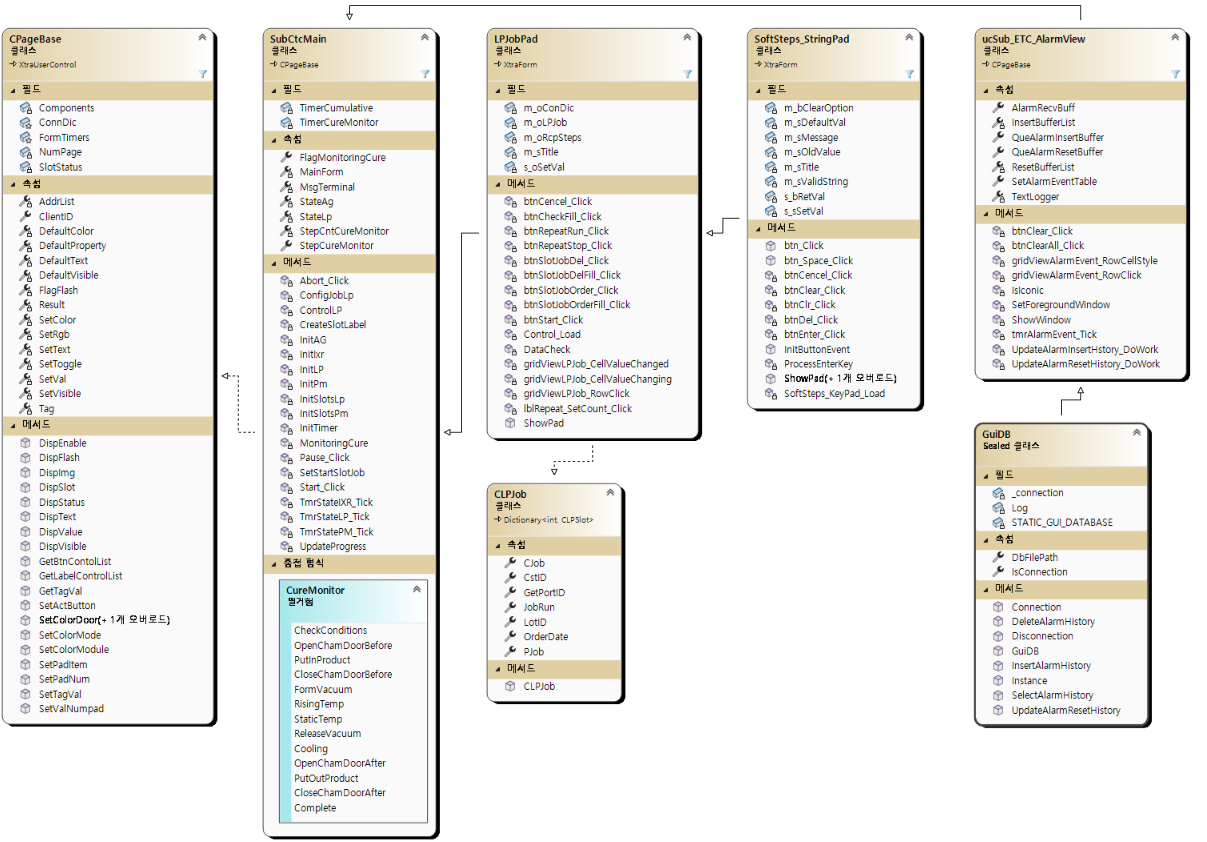 CPageBase
클래스
XtraUserControl
필드
Components
ConnDic
FormTimers
NumPage
SlotStatus
속성
AddrList
ClientID
DefaultColor
DefaultProperty
DefaultText
DefaultVisible
FlagFlash
Result
SetColor
SetRgb
SetText
SetToggle
SetVal
SetVisible
Tag
메서드
DispEnable
DispFlash
DispImg
DispSlot
DispStatus
DispText
DispValue
DispVisible
GetBtnContolList
GetLabelControlList
GetTagVal
SetActButton
SetColorDoor(+ 1개 오버로드)
SetColorMode
SetColorModule
SetPadItem
SetPadNum
SetTagVal
SetValNumpad
SubCtcMain
클래스
CPageBase
필드
TimerCumulative
TimerCureMonitor
속성
FlagMonitoringCure
MainForm
MsgTerminal
StateAg
StateLp
StepCntCureMonitor
StepCureMonitor
메서드
Abort_Click
ConfigJobLp
ControlLP
CreateSlotLabel
InitAG
InitIxr
InitLP
InitPm
InitSlotsLp
InitSlotsPm
InitTimer
MonitoringCure
Pause_Click
SetStartSlotJob
Start_Click
TmrStateIXR_Tick
TmrStateLP_Tick
TmrStatePM_Tick
UpdateProgress
중첩 형식
CureMonitor
열거형
CheckConditions
OpenChamDoorBefore
PutInProduct
CloseChamDoorBefore
FormVacuum
RisingTemp
StaticTemp
ReleaseVacuum
Cooling
OpenChamDoorAfter
PutOutProduct
CloseChamDoorAfter
Complete
LPJobPad
클래스
XtraForm
필드
m_oConDic
m_oLPJob
m_oRcpSteps
m_sTitle
s_oSetVal
메서드
btnCencel_Click
btnCheckFill_Click
btnRepeatRun_Click
btnRepeatStop_Click
btnSlotJobDel_Click
btnSlotJobDelFill_Click
btnSlotJobOrder_Click
btnSlotJobOrderFill_Click
btnStart_Click
Control_Load
DataCheck
gridViewLPJob_CellValueChanged
gridViewLPJob_CellValueChanging
gridViewLPJob_RowClick
lblRepeat_SetCount_Click
ShowPad
CLPJob
클래스
Dictionary<int, CLPSlot>
속성
CJob
CstID
GetPortID
JobRun
LotID
OrderDate
PJob
메서드
CLPJob
SoftSteps_StringPad
클래스
XtraForm
필드
m_bClearOption
m_sDefaultVal
m_sMessage
m_sOldValue
m_sTitle
m_sValidString
s_bRetVal
s_sSetVal
메서드
btn_Click
btn_Space_Click
btnCencel_Click
btnClear_Click
btnClr_Click
btnDel_Click
btnEnter_Click
InitButtonEvent
ProcessEnterKey
ShowPad(+ 1개 오버로드)
SoftSteps_KeyPad_Load
ucSub_ETC_AlarmView
클래스
CPageBase
속성
AlarmRecvBuff
InsertBufferList
QueAlarmInsertBuffer
QueAlarmResetBuffer
ResetBufferList
SetAlarmEventTable
TextLogger
메서드
btnClear_Click
btnClearAll_Click
gridViewAlarmEvent_RowCellStyle
gridViewAlarmEvent_RowClick
IsIconic
SetForegroundWindow
ShowWindow
tmrAlarmEvent_Tick
UpdateAlarmInsertHstory_DoWork
UpdateAlarmResetHstory_DoWork
GuiDB
Sealed 클래스
필드
_connection
Log
STATIC_GUI_DATABASE
속성
DbFilePath
IsConnection
메서드
Connection
DeleteAlarmHistory
Disconnection
GuiDB
InsertAlarmHistory
Instance
SelectAlarmHistory
UpdateAlarmResetHistory